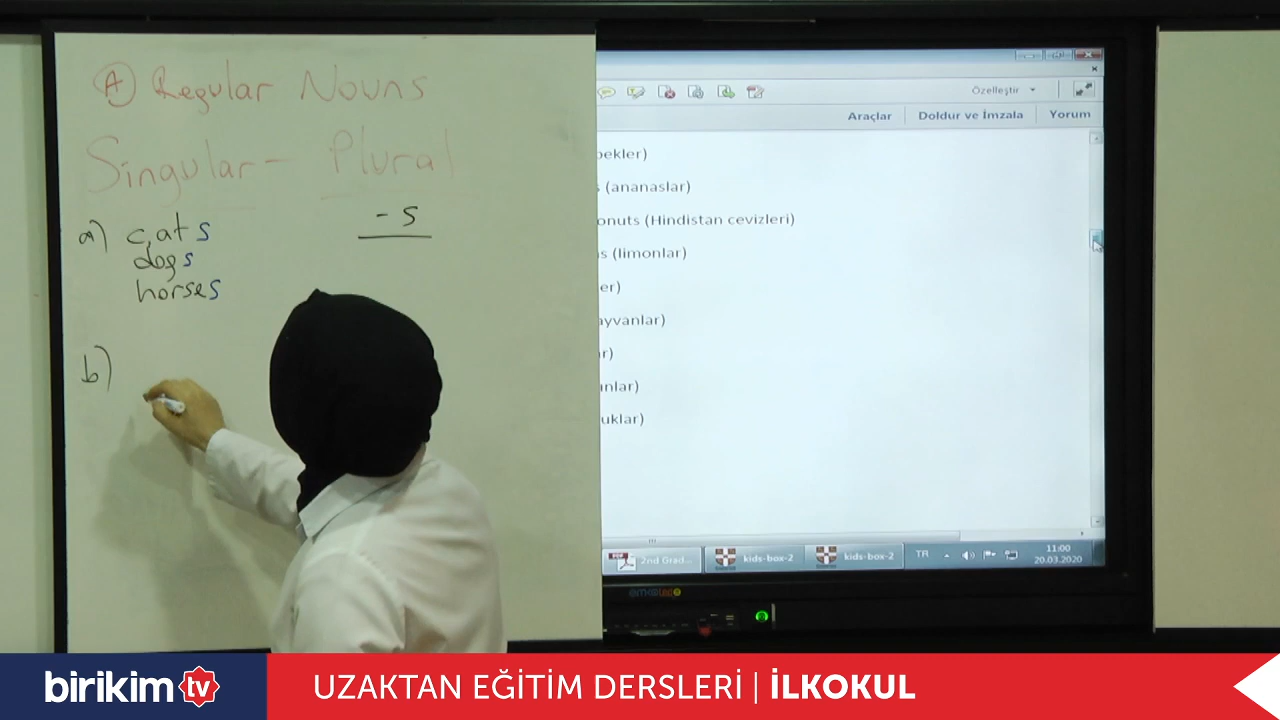 A Regular Nouns
Singular - Plural
a) cats
- s
dogs
horses
b)
Özelleştir
Araçlar
Doldur ve İmzala
Yorum
bekler)
(ananaslar)
onuts (Hindistan cevizleri)
s (limonlar)
er)
ayvanlar)
r)
ınlar)
uklar)
2nd Grad...
kids-box-2
kids-box-2
TR
11:00
20.03.2020
birikim tv
UZAKTAN EĞİTİM DERSLERİ | İLKOKUL